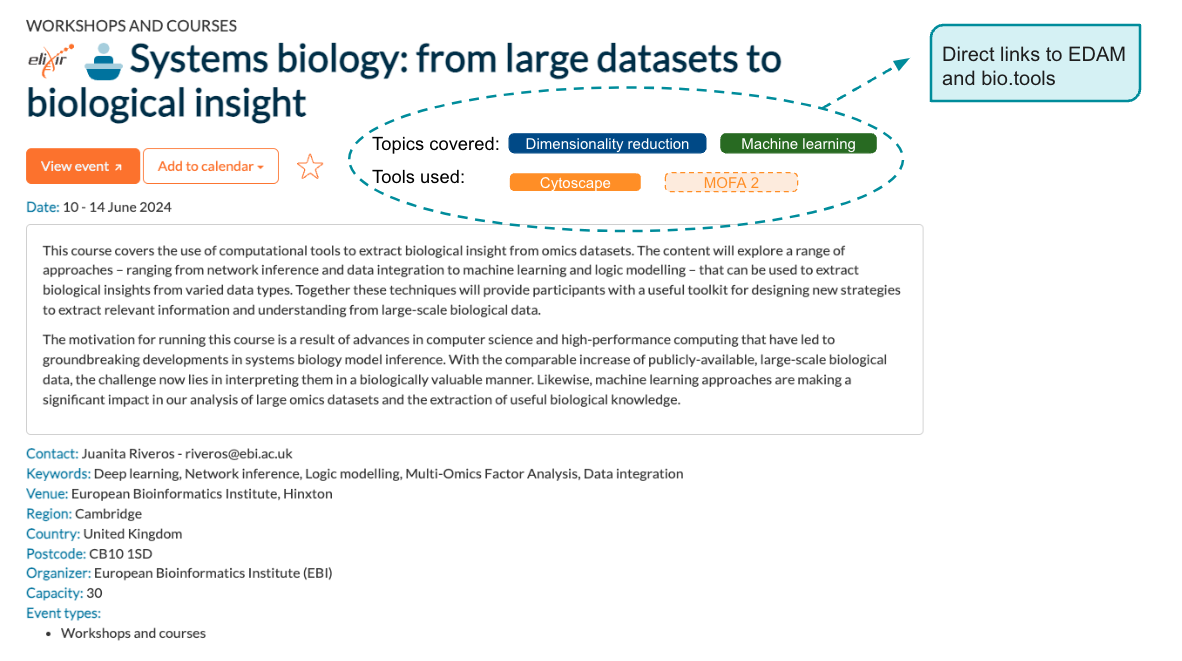 WORKSHOPS AND COURSES
elixir Systems biology: from large datasets to
biological insight
Direct links to EDAM
and bio.tools
View event
Add to calendar
Topics covered: Dimensionality reduction Machine learning
Tools used: Cytoscape MOFA 2
Date: 10 - 14 June 2024
This course covers the use of computational tools to extract biological insight from omics datasets. The content will explore a range of
approaches – ranging from network inference and data integration to machine learning and logic modelling – that can be used to extract
biological insights from varied data types. Together these techniques will provide participants with a useful toolkit for designing new strategies
to extract relevant information and understanding from large-scale biological data.
The motivation for running this course is a result of advances in computer science and high-performance computing that have led to
groundbreaking developments in systems biology model inference. With the comparable increase of publicly-available, large-scale biological
data, the challenge now lies in interpreting them in a biologically valuable manner. Likewise, machine learning approaches are making a
significant impact in our analysis of large omics datasets and the extraction of useful biological knowledge.
Contact: Juanita Riveros - riveros@ebi.ac.uk
Keywords: Deep learning, Network inference, Logic modelling, Multi-Omics Factor Analysis, Data integration
Venue: European Bioinformatics Institute, Hinxton
Region: Cambridge
Country: United Kingdom
Postcode: CB10 1SD
Organizer: European Bioinformatics Institute (EBI)
Capacity: 30
Event types:
• Workshops and courses